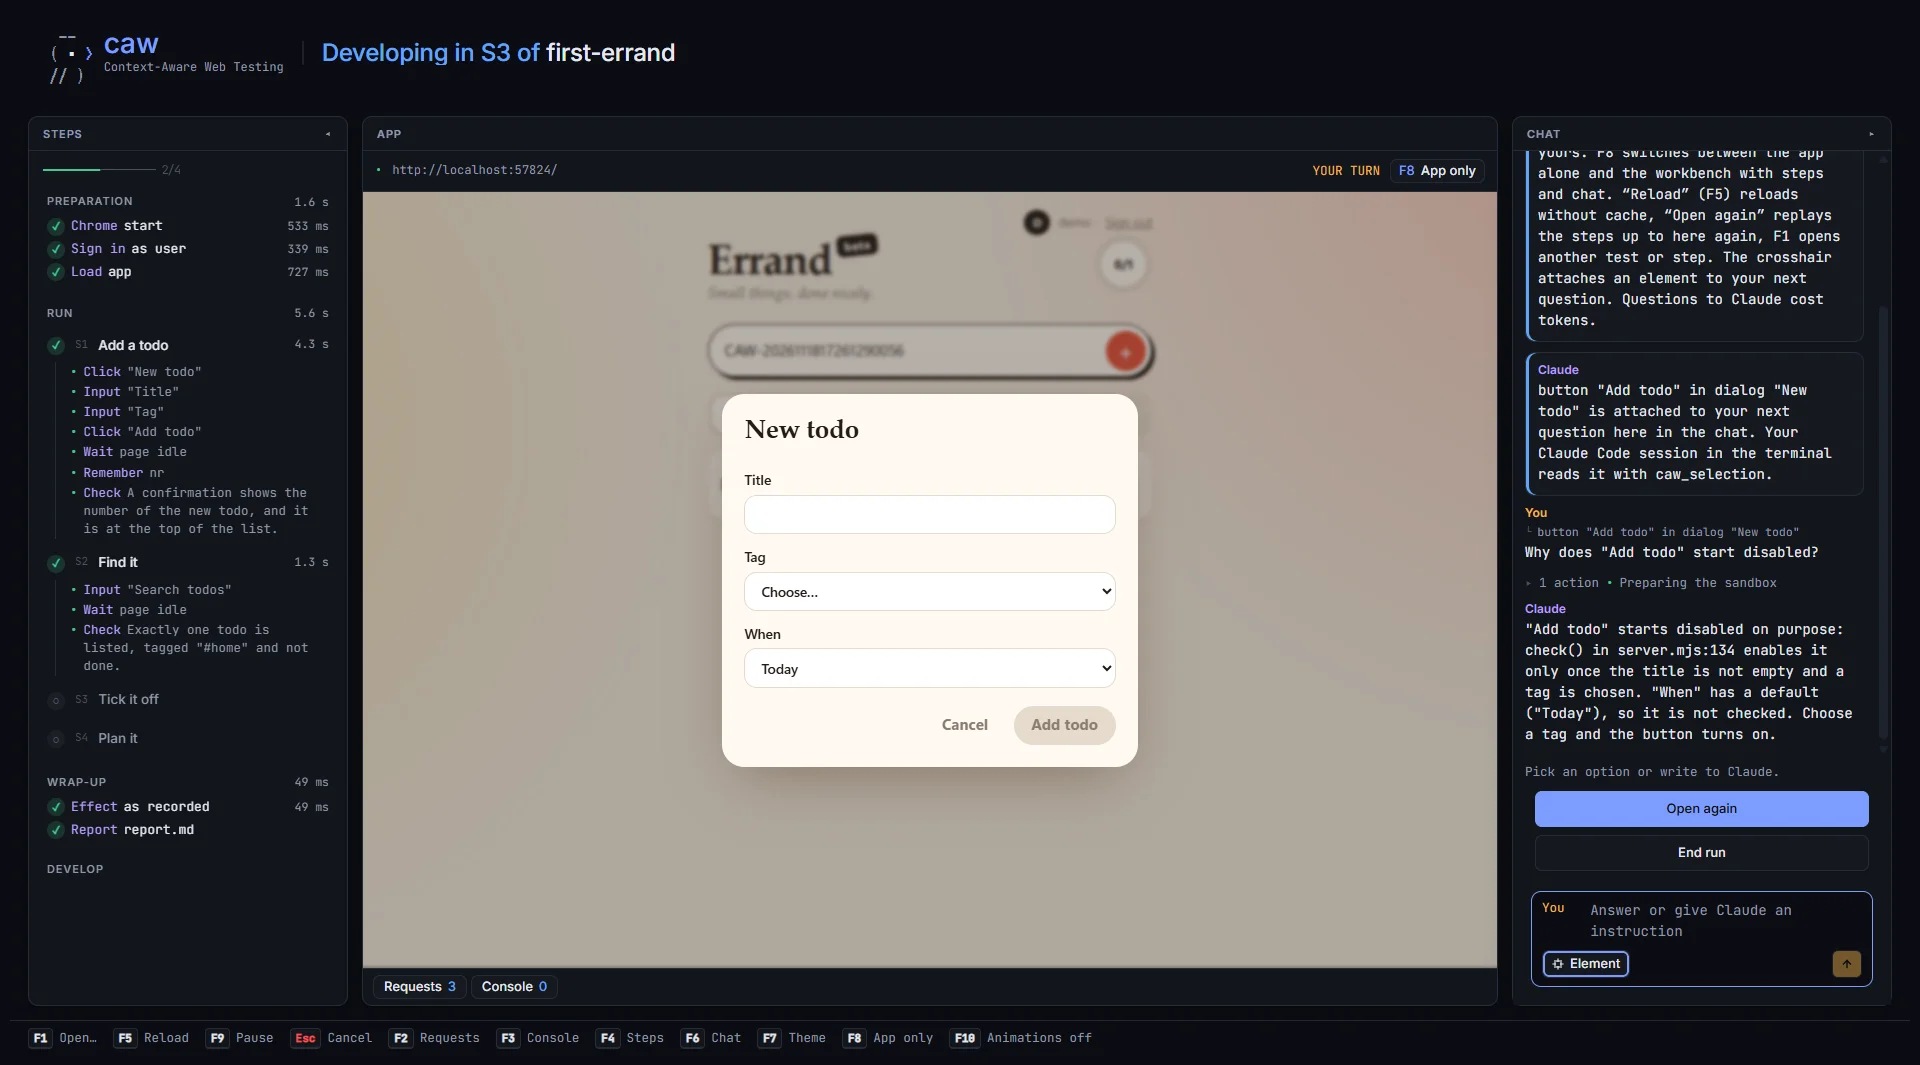 caw
Context-Aware Web Testing
Developing in S3 of first-errand
STEPS
2/4
PREPARATION 1.6 s
Chrome start 533 ms
Sign in as user 339 ms
Load app 727 ms
RUN 5.6 s
S1 Add a todo 4.3 s
• Click "New todo"
• Input "Title"
• Input "Tag"
• Click "Add todo"
• Wait page idle
• Remember nr
• Check A confirmation shows the
number of the new todo, and it
is at the top of the list.
S2 Find it 1.3 s
• Input "Search todos"
• Wait page idle
• Check Exactly one todo is
listed, tagged "#home" and not
done.
S3 Tick it off
S4 Plan it
WRAP-UP 49 ms
Effect as recorded 49 ms
Report report.md
DEVELOP
APP
http://localhost:57824/ YOUR TURN F8 App only
demo Sign out
Errand beta
0/1
Small things, done nicely.
+
New todo
Title
Tag
Choose...
When
Today
Cancel Add todo
Requests 3 Console 0
CHAT
yours. F8 switches between the app
alone and the workbench with steps
and chat. “Reload” (F5) reloads
without cache, “Open again” replays
the steps up to here again, F1 opens
another test or step. The crosshair
attaches an element to your next
question. Questions to Claude cost
tokens.
Claude
button "Add todo" in dialog "New
todo" is attached to your next
question here in the chat. Your
Claude Code session in the terminal
reads it with caw_selection.
You
└ button "Add todo" in dialog "New todo"
Why does "Add todo" start disabled?
▸ 1 action • Preparing the sandbox
Claude
"Add todo" starts disabled on purpose:
check() in server.mjs:134 enables it
only once the title is not empty and a
tag is chosen. "When" has a default
("Today"), so it is not checked. Choose
a tag and the button turns on.
Pick an option or write to Claude.
Open again
End run
You Answer or give Claude an
instruction
Element
F1 Open… F5 Reload F9 Pause Esc Cancel F2 Requests F3 Console F4 Steps F6 Chat F7 Theme F8 App only F10 Animations off